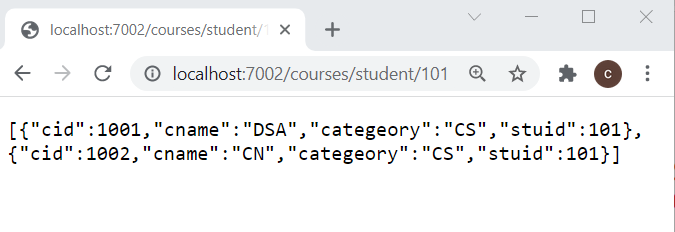 localhost:7002/courses/student/1
localhost:7002/courses/student/101
C
[{"cid":1001,"cname":"DSA","categeory":"CS","stuid":101},
{"cid":1002,"cname":"CN","categeory":"CS","stuid":101}]